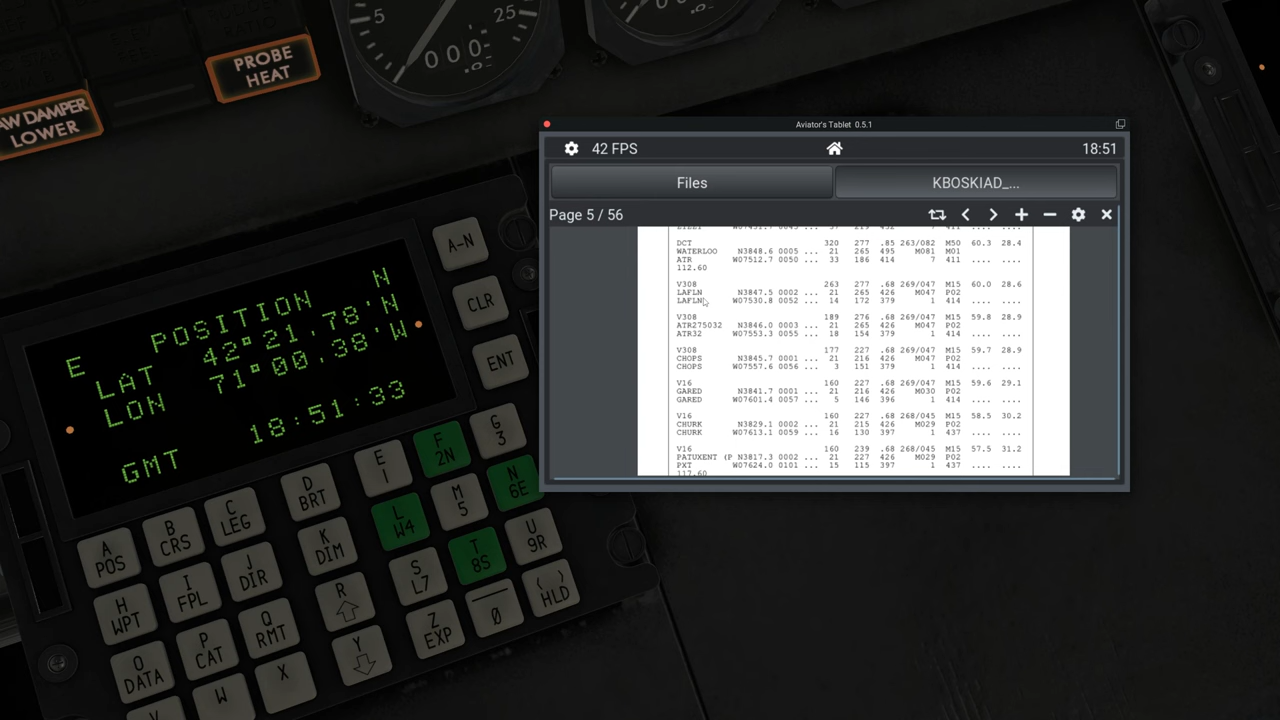 5
25
000
.0.
PROBE
HEAT
AW DAMPER
LOWER
Aviator's Tablet 0.5.1
42 FPS
18:51
Files
KBOSKIAD_...
Page 5 / 56
DCT 320 277 .85 263/082 M50 60.3 28.4
WATERLOO N3848.6 0005 ... 21 265 495 M081 M01
ATR W07512.7 0050 ... 33 186 414 7 411 .... ....
112.60
V308 263 277 .68 269/047 M15 60.0 28.6
LAFLN N3847.5 0002 ... 21 265 426 M047 P02
LAFLN W07530.8 0052 ... 14 172 379 1 414 .... ....
V308 189 276 .68 269/047 M15 59.8 28.9
ATR275032 N3846.0 0003 ... 21 265 426 M047 P02
ATR32 W07553.3 0055 ... 18 154 379 1 414 .... ....
V308 177 227 .68 269/047 M15 59.7 28.9
CHOPS N3845.7 0001 ... 21 216 426 M047 P02
CHOPS W07557.6 0056 ... 3 151 379 1 414 .... ....
V16 160 227 .68 269/047 M15 59.6 29.1
GARED N3841.7 0001 ... 21 216 426 M030 P02
GARED W07601.4 0057 ... 5 146 396 1 414 .... ....
V16 160 227 .68 268/045 M15 58.5 30.2
CHURK N3829.1 0002 ... 21 215 426 M029 P02
CHURK W07613.1 0059 ... 16 130 397 1 437 .... ....
V16 160 239 .68 268/045 M15 57.5 31.2
PATUXENT (P N3817.3 0002 ... 21 227 426 M029 P02
PXT W07624.0 0101 ... 15 115 397 1 437 .... ....
117.60
POSITION N
E LAT 42°21.78'N
LON 71°00.38'W
GMT 18:51:33
A-N
CLR
ENT
A
POS
B
CRS
C
LEG
D
BRT
E
1
F
2N
G
3
H
WPT
I
FPL
J
DIR
K
DIM
L
W4
M
5
N
6E
O
DATA
P
CAT
Q
RMT
R
S
L7
T
8S
U
9R
V
W
X
Y
Z
EXP
0
( )
HLD